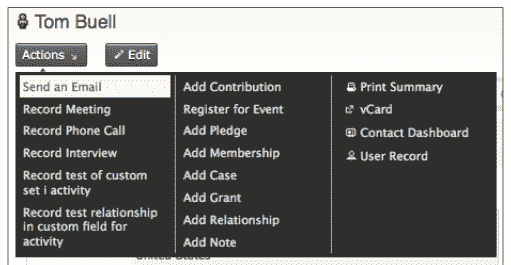 Tom Buell
Actions
Edit
Send an Email
Record Meeting
Record Phone Call
Record Interview
Record test of custom
set i activity
Record test relationship
in custom field for
activity
Add Contribution
Register for Event
Add Pledge
Add Membership
Add Case
Add Grant
Add Relationship
Add Note
Print Summary
vCard
Contact Dashboard
User Record
United States